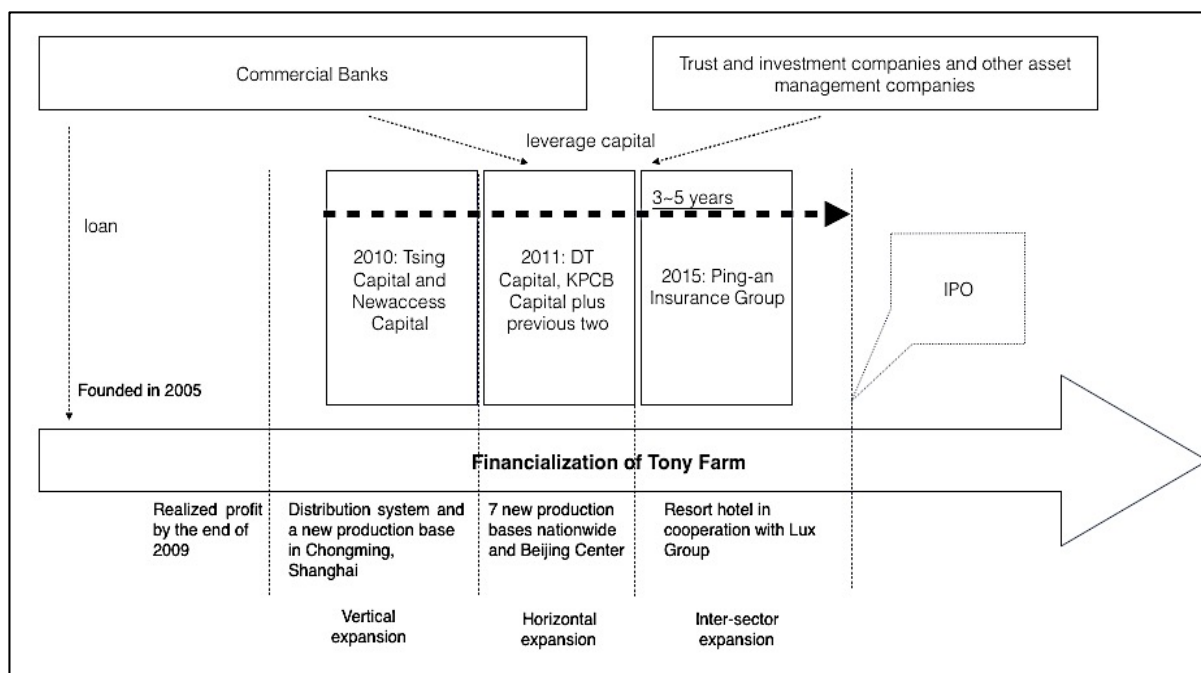 Commercial Banks
Trust and investment companies and other asset
management companies
leverage capital
loan
3~5 years
2010: Tsing
Capital and
Newaccess
Capital
2011: DT
Capital, KPCB
Capital plus
previous two
2015: Ping-an
Insurance Group
IPO
Founded in 2005
Financialization of Tony Farm
Realized profit
by the end of
2009
Distribution system and
a new production base
in Chongming,
Shanghai
7 new production
bases nationwide
and Beijing Center
Resort hotel in
cooperation with Lux
Group
Vertical
expansion
Horizontal
expansion
Inter-sector
expansion